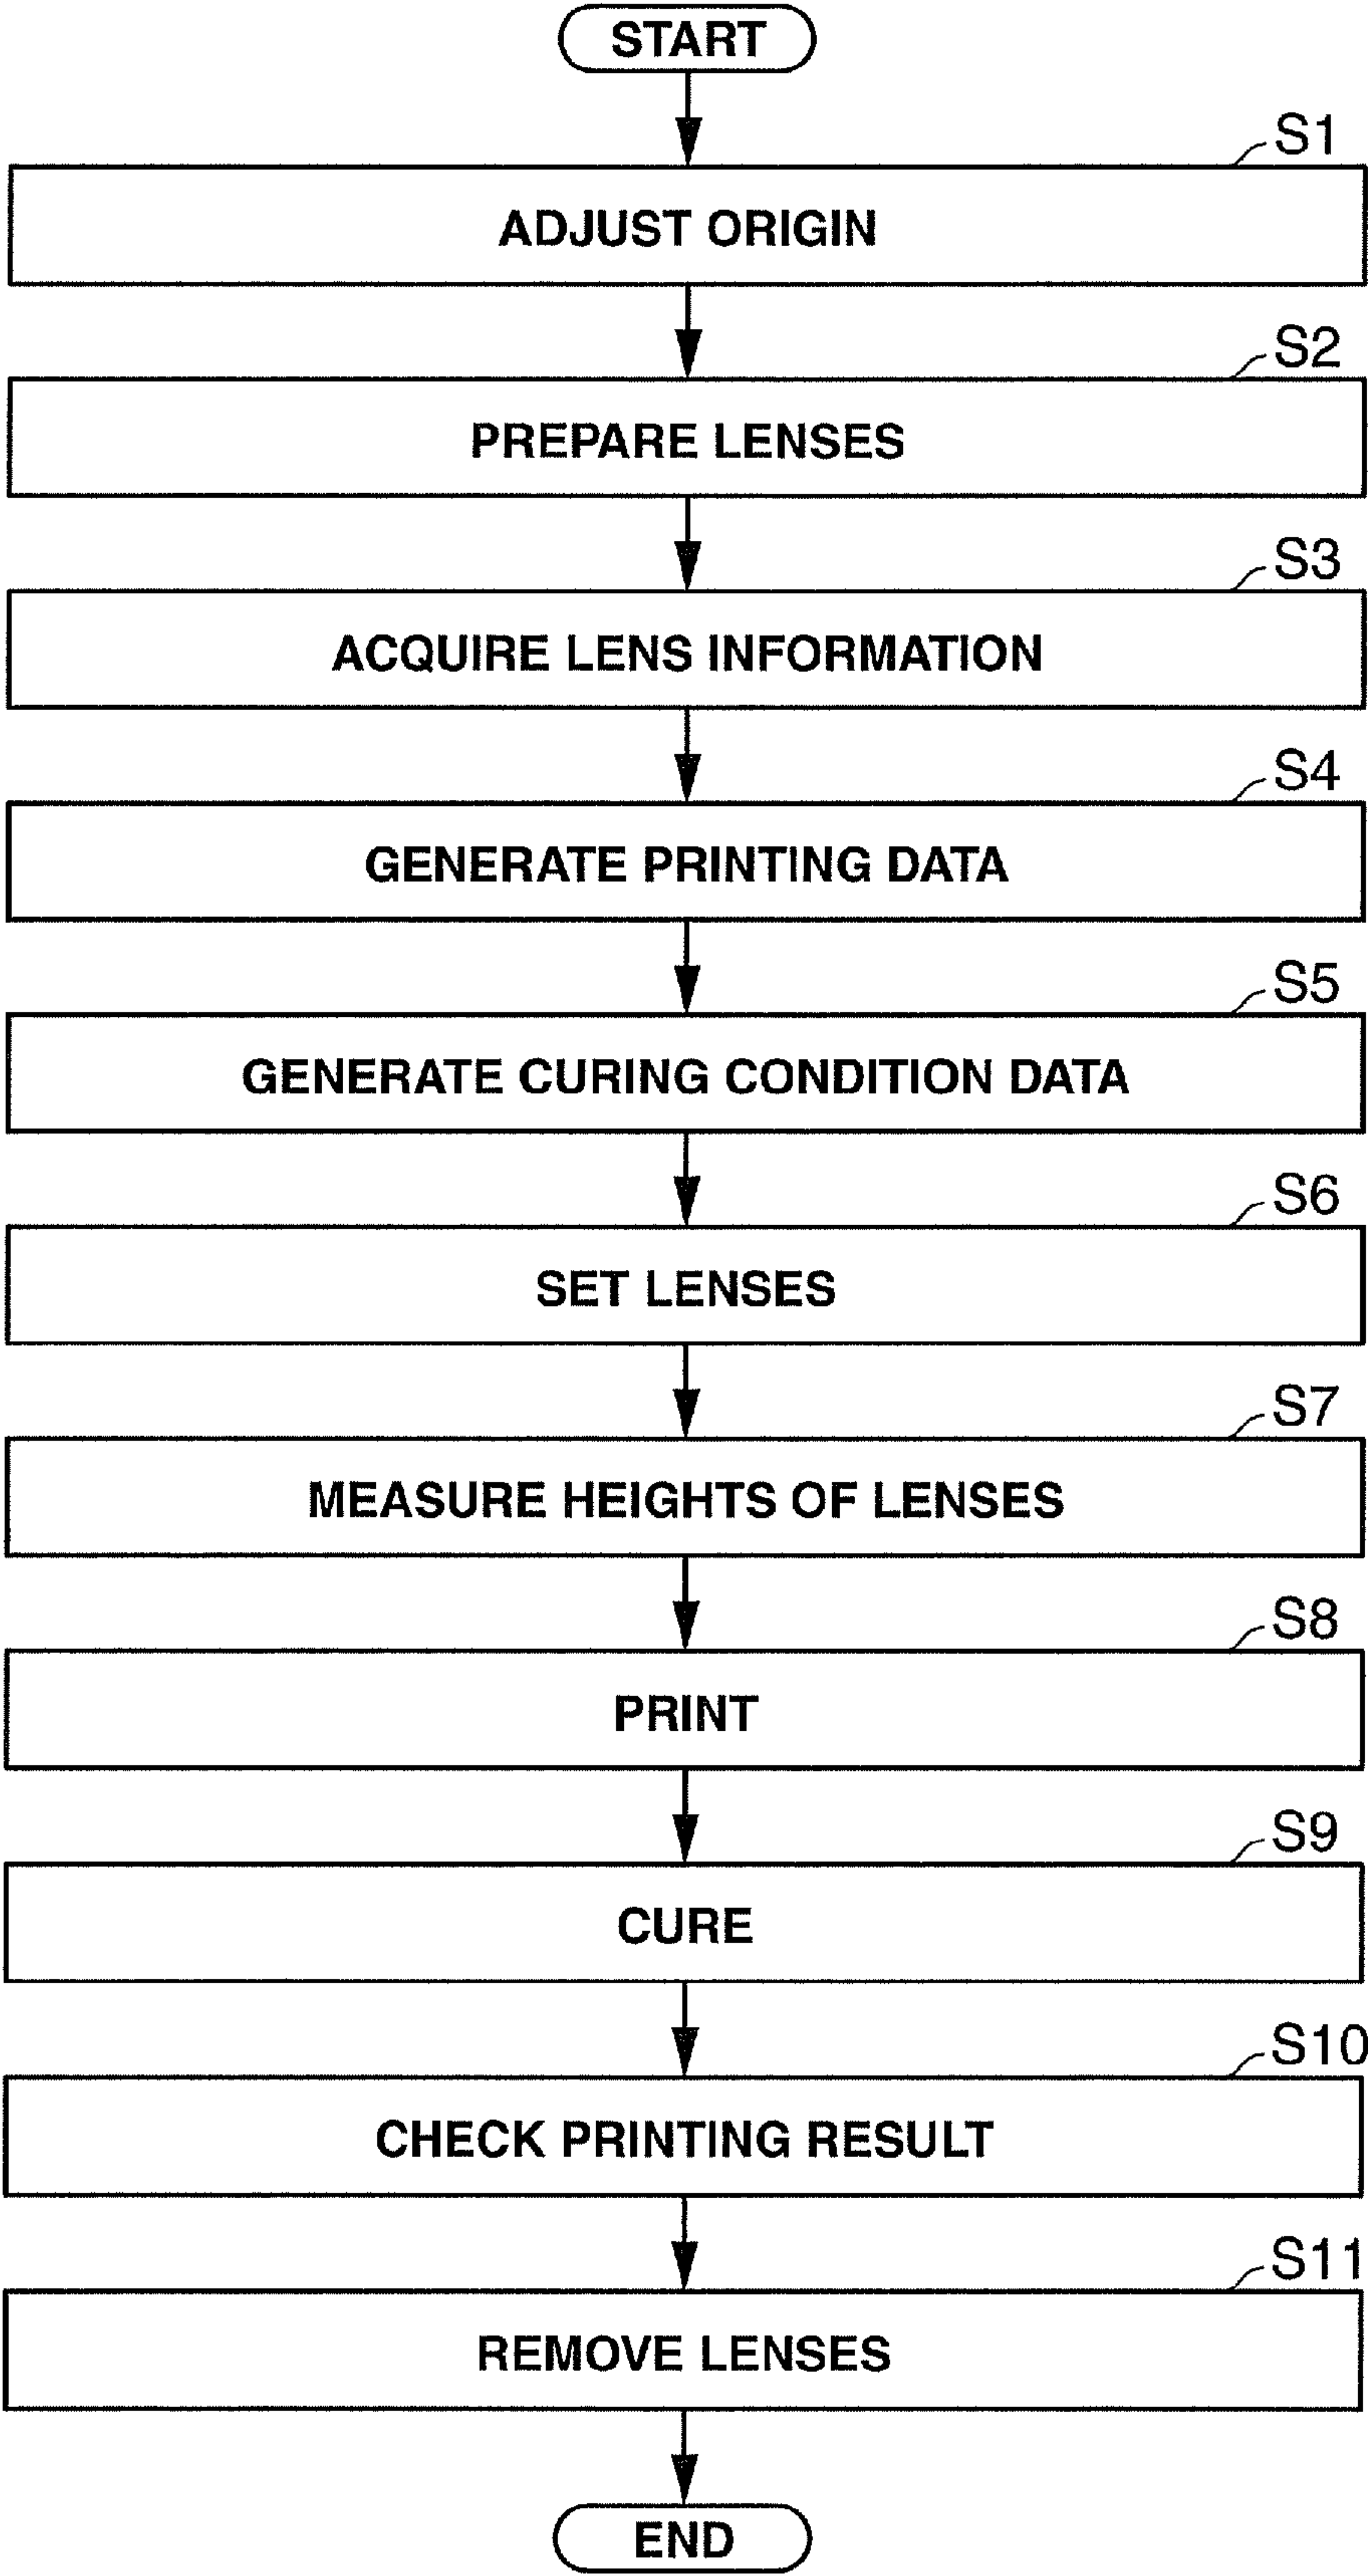 START
S1
ADJUST ORIGIN
S2
PREPARE LENSES
S3
ACQUIRE LENS INFORMATION
S4
GENERATE PRINTING DATA
S5
GENERATE CURING CONDITION DATA
S6
SET LENSES
S7
MEASURE HEIGHTS OF LENSES
S8
PRINT
S9
CURE
S10
CHECK PRINTING RESULT
S11
REMOVE LENSES
END